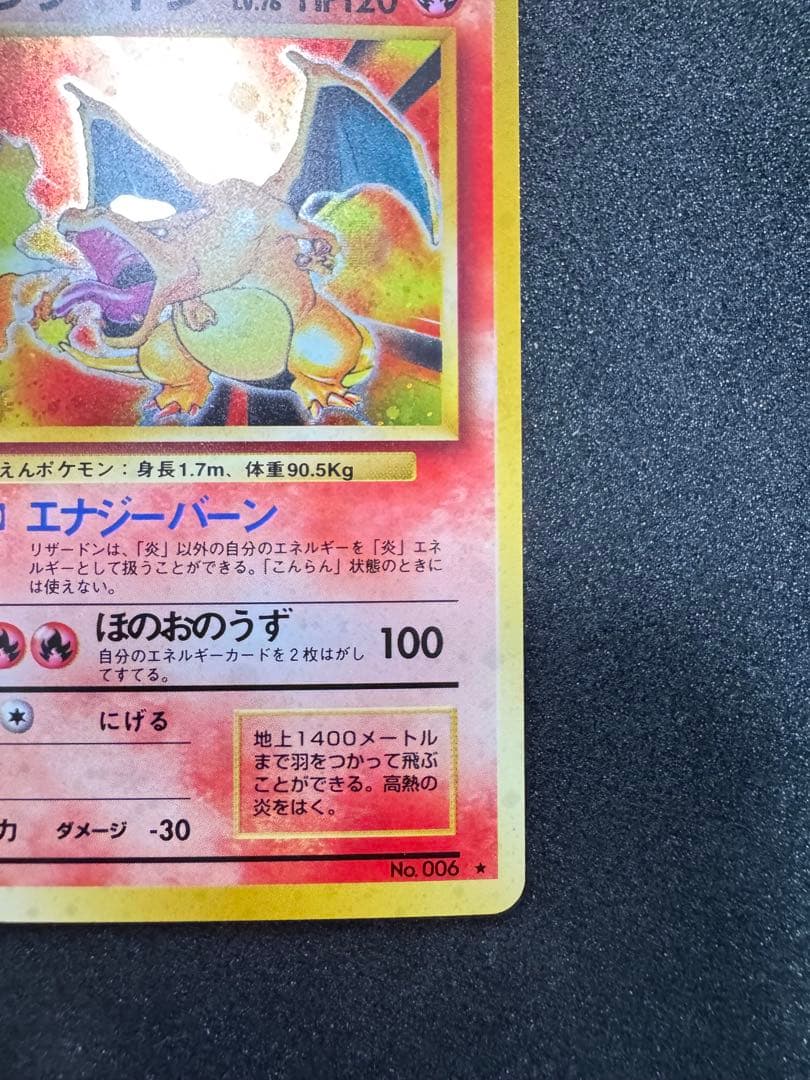 LV.76 HP120
えんポケモン：身長1.7m、体重90.5Kg
エナジーバーン
リザードンは、「炎」以外の自分のエネルギーを「炎」エネ
ルギーとして扱うことができる。「こんらん」状態のときに
は使えない。
ほのおのうず 100
自分のエネルギーカードを２枚はがし
てすてる。
にげる
地上1400メートル
まで羽をつかって飛ぶ
ことができる。高熱の
炎をはく。
力 ダメージ -30
No. 006 ★